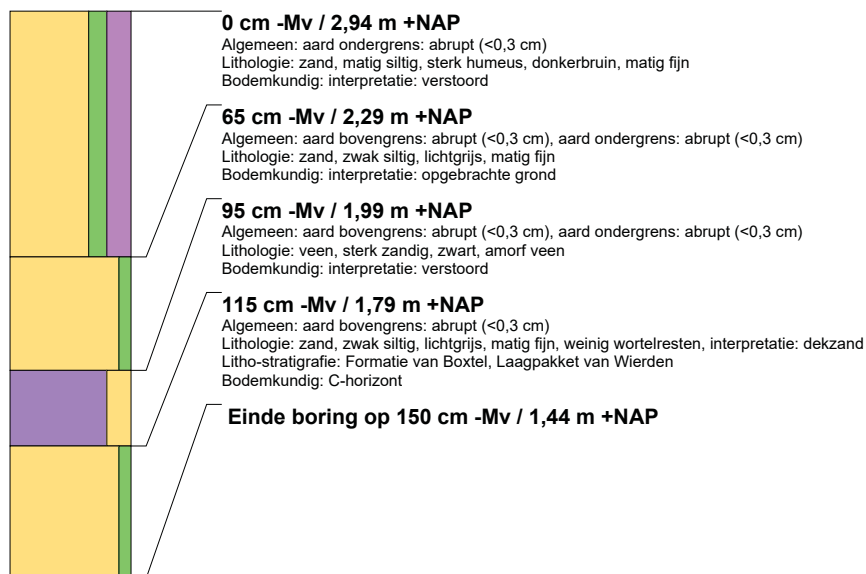 0 cm -Mv / 2,94 m +NAP
Algemeen: aard ondergrens: abrupt (<0,3 cm)
Lithologie: zand, matig siltig, sterk humeus, donkerbruin, matig fijn
Bodemkundig: interpretatie: verstoord
65 cm -Mv / 2,29 m +NAP
Algemeen: aard bovengrens: abrupt (<0,3 cm), aard ondergrens: abrupt (<0,3 cm)
Lithologie: zand, zwak siltig, lichtgrijs, matig fijn
Bodemkundig: interpretatie: opgebrachte grond
95 cm -Mv / 1,99 m +NAP
Algemeen: aard bovengrens: abrupt (<0,3 cm), aard ondergrens: abrupt (<0,3 cm)
Lithologie: veen, sterk zandig, zwart, amorf veen
Bodemkundig: interpretatie: verstoord
115 cm -Mv / 1,79 m +NAP
Algemeen: aard bovengrens: abrupt (<0,3 cm)
Lithologie: zand, zwak siltig, lichtgrijs, matig fijn, weinig wortelresten, interpretatie: dekzand
Litho-stratigrafie: Formatie van Boxtel, Laagpakket van Wierden
Bodemkundig: C-horizont
Einde boring op 150 cm -Mv / 1,44 m +NAP